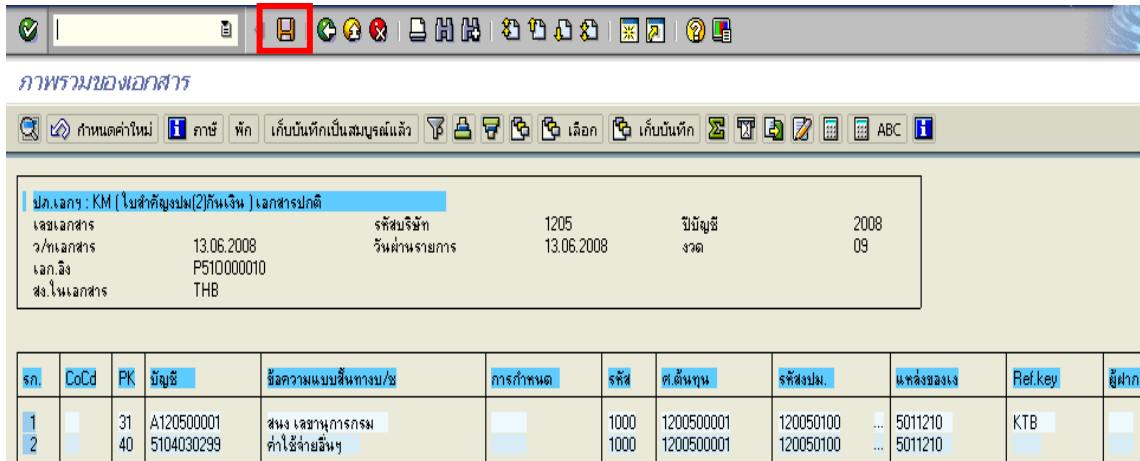 ภาพรวมของเอกสาร
กำหนดค่าใหม่ ภาษี พัก เก็บบันทึกเป็นสมบูรณ์แล้ว เลือก เก็บบันทึก ABC
ปภ.เอกฯ : KM ( ใบสำคัญงปม(2)กันเงิน ) เอกสารปกติ
เลขเอกสาร รหัสบริษัท 1205 ปีบัญชี 2008
ว/ทเอกสาร 13.06.2008 วันผ่านรายการ 13.06.2008 งวด 09
เอก.อิง P510000010
สง.ในเอกสาร THB
รก. CoCd PK บัญชี ข้อความแบบสั้นทางบ/ช การกำหนด รหัส ศ.ต้นทุน รหัสงปม. แหล่งของเง Ref.key ผู้ฝาก
1 31 A120500001 สนง เลขานุการกรม 1000 1200500001 120050100 ... 5011210 KTB
2 40 5104030299 ค่าใช้จ่ายอื่นๆ 1000 1200500001 120050100 ... 5011210